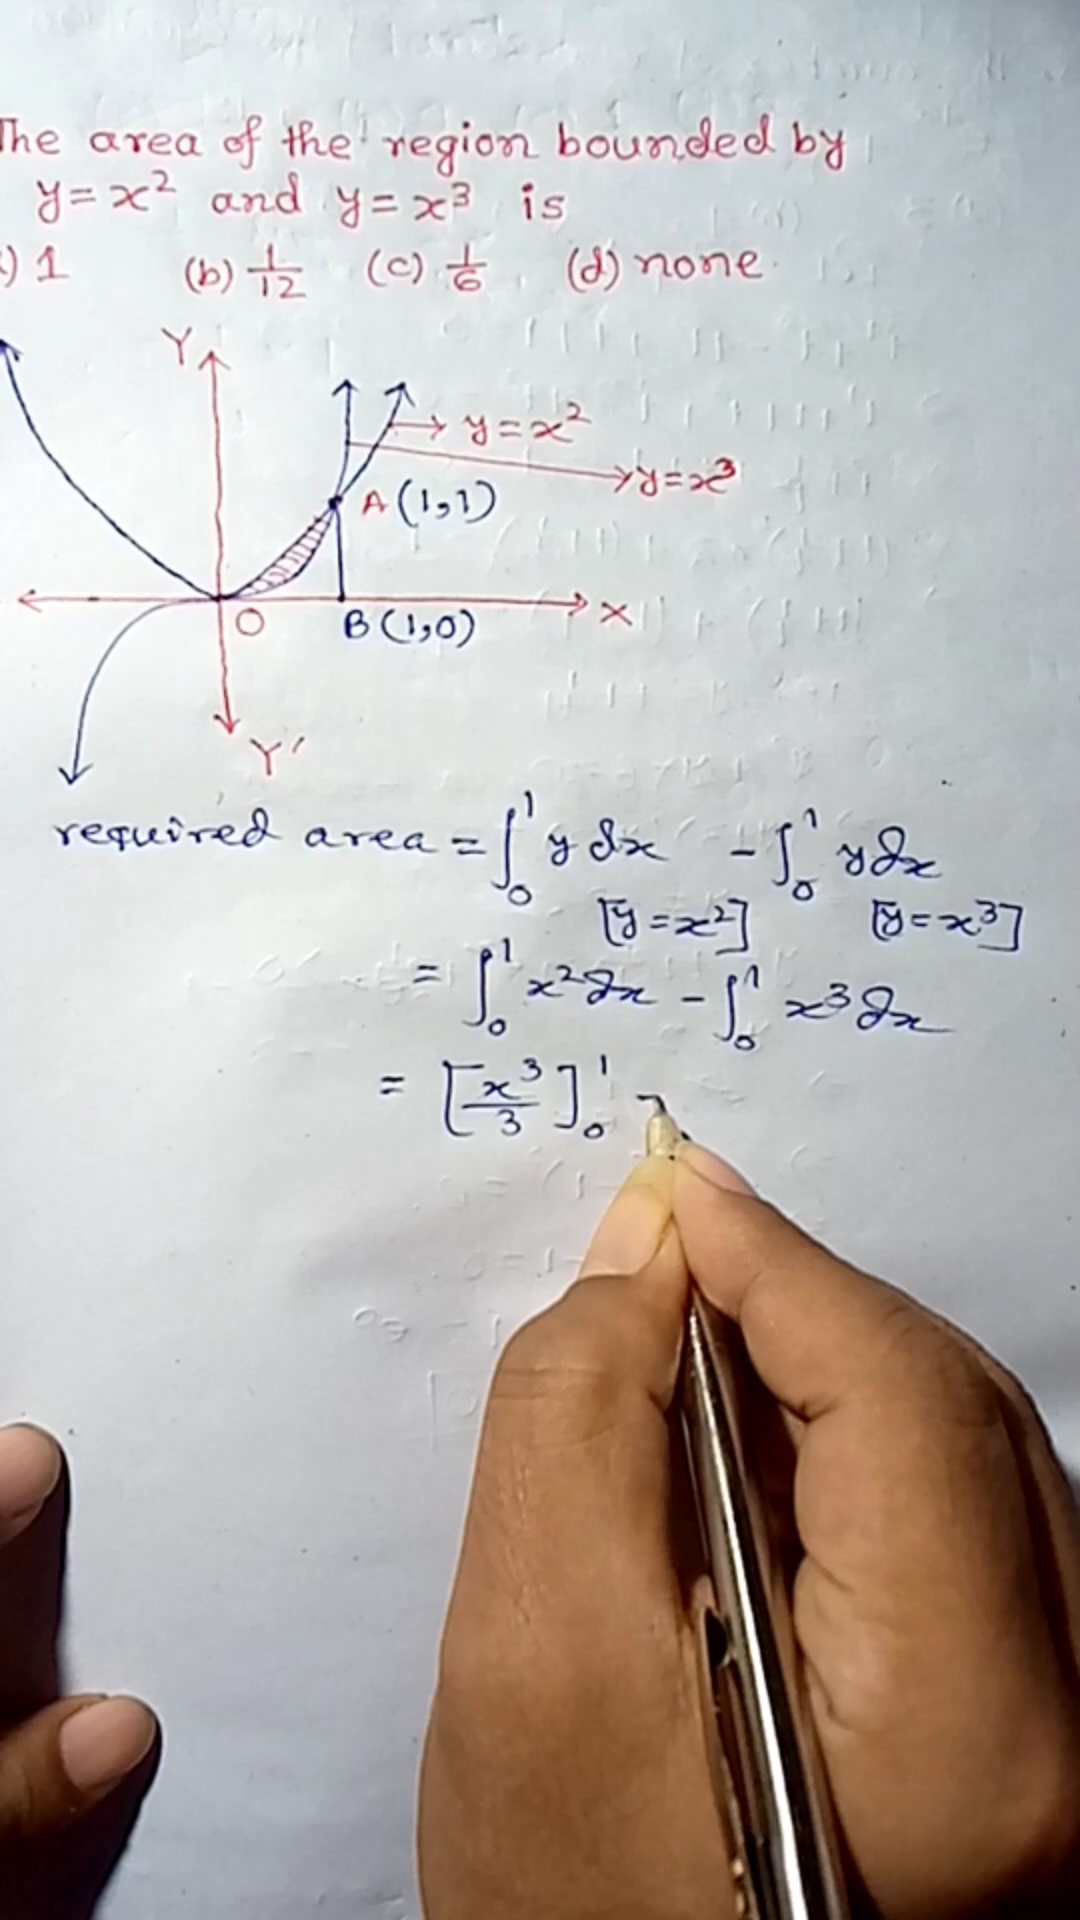 The area of the region bounded by
y=x² and y=x³ is
) 1 (b) 1/12 (c) 1/6 (d) none
Y
→ y=x²
→ y=x³
A (1,1)
X
O B (1,0)
Y'
required area = ∫₀¹ y dx - ∫₀¹ y dx
[y=x²] [y=x³]
= ∫₀¹ x² dx - ∫₀¹ x³ dx
= [x³/3]₀¹ -